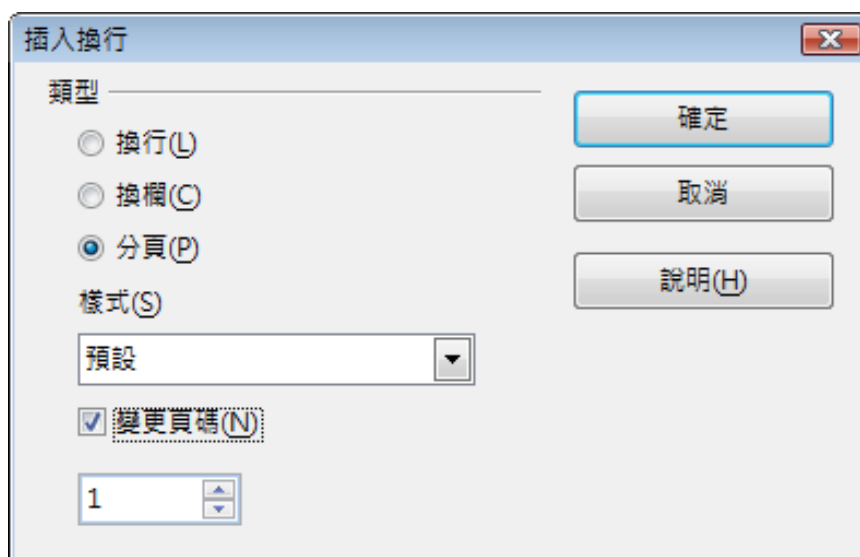 插入換行
類型
換行(L)
換欄(C)
分頁(P)
樣式(S)
預設
變更頁碼(N)
1
確定
取消
說明(H)